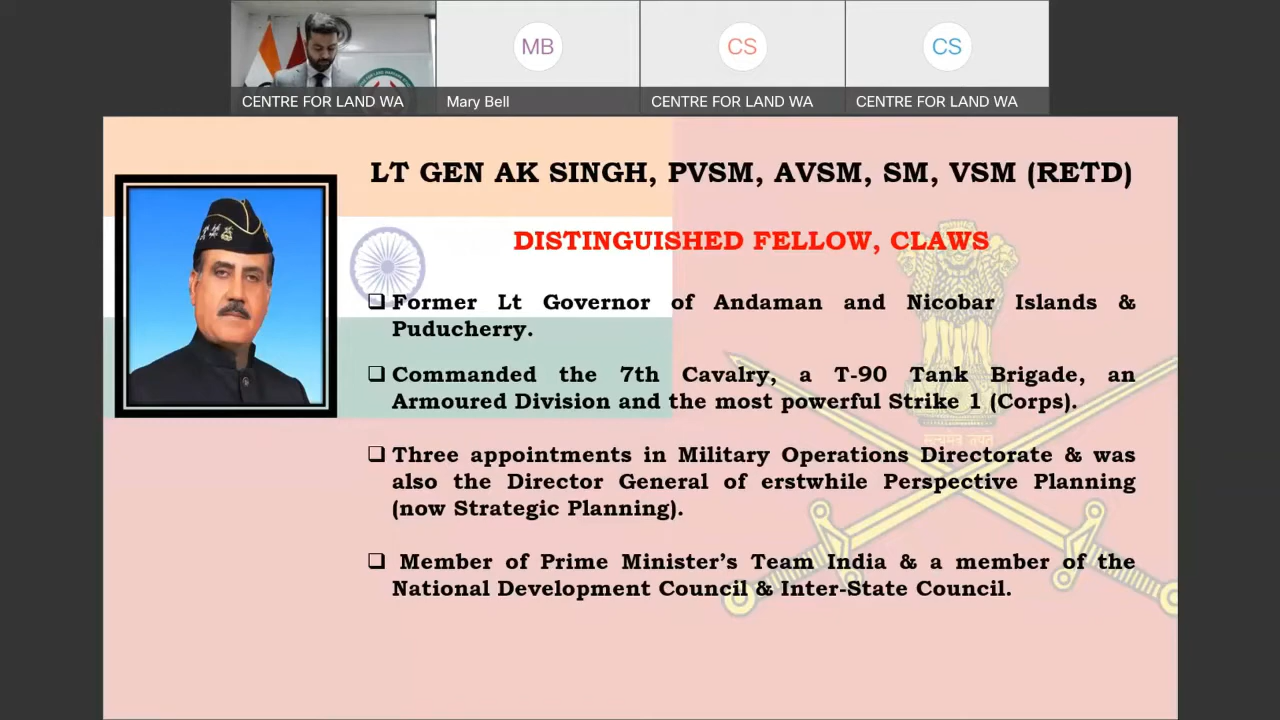 MB
CS
CS
CENTRE FOR LAND WA
Mary Bell
CENTRE FOR LAND WA
CENTRE FOR LAND WA
LT GEN AK SINGH, PVSM, AVSM, SM, VSM (RETD)
DISTINGUISHED FELLOW, CLAWS
Former Lt Governor of Andaman and Nicobar Islands &
Puducherry.
Commanded the 7th Cavalry, a T-90 Tank Brigade, an
Armoured Division and the most powerful Strike 1 (Corps).
सत्यमेव जयते
Three appointments in Military Operations Directorate & was
also the Director General of erstwhile Perspective Planning
(now Strategic Planning).
Member of Prime Minister’s Team India & a member of the
National Development Council & Inter-State Council.